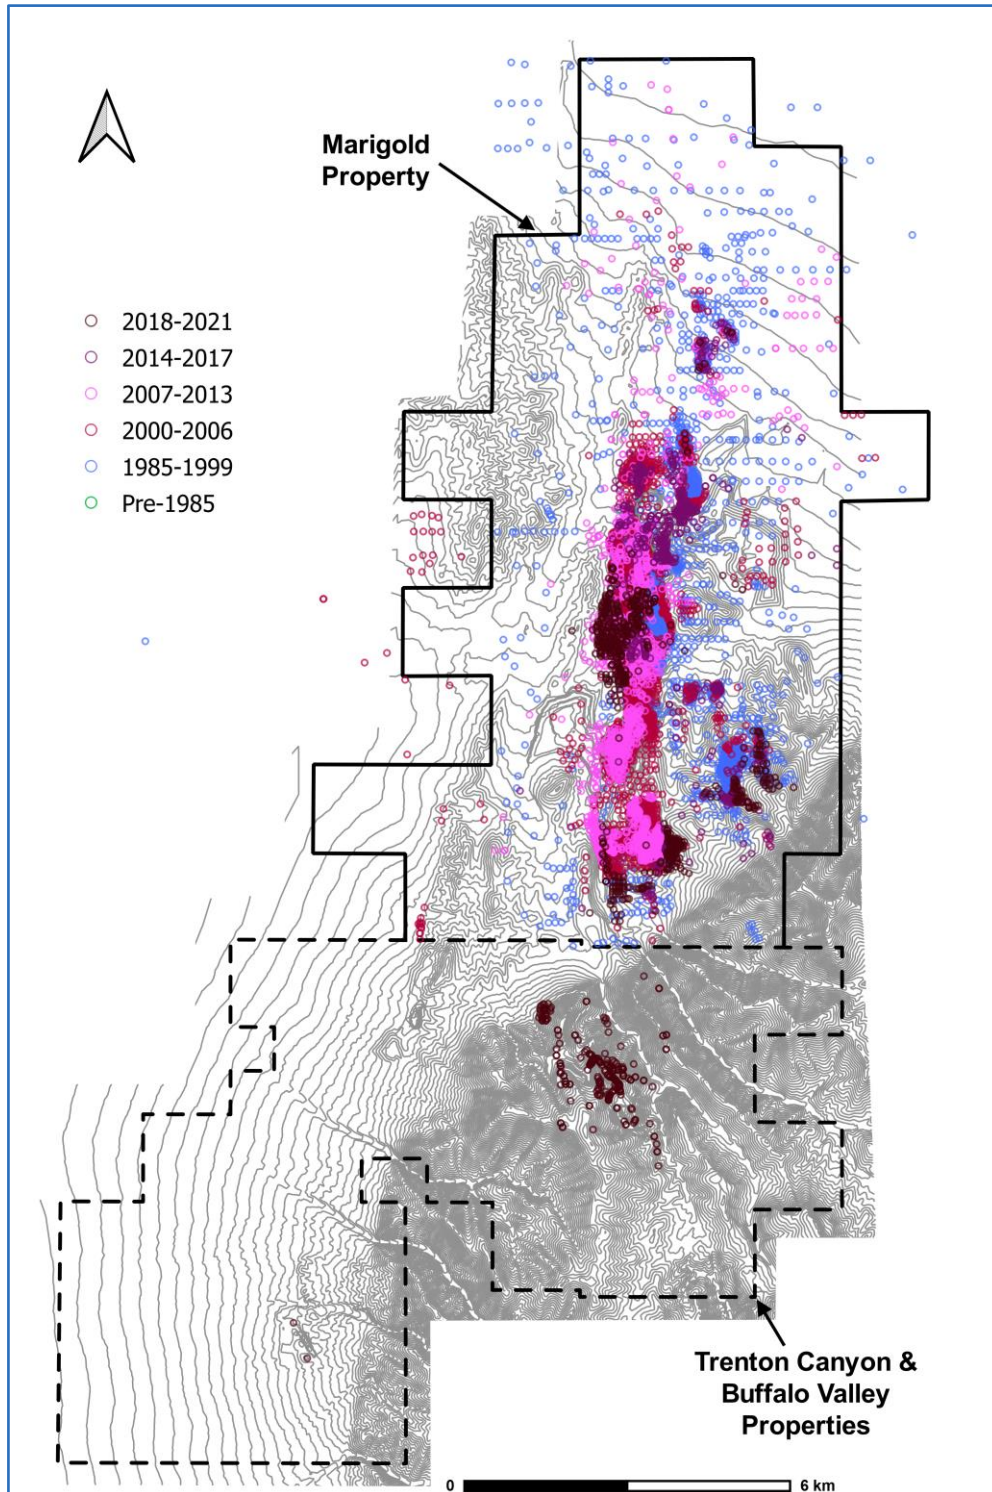 Marigold
Property
2018-2021
2014-2017
2007-2013
2000-2006
1985-1999
Pre-1985
Trenton Canyon &
Buffalo Valley
Properties
0 6 km